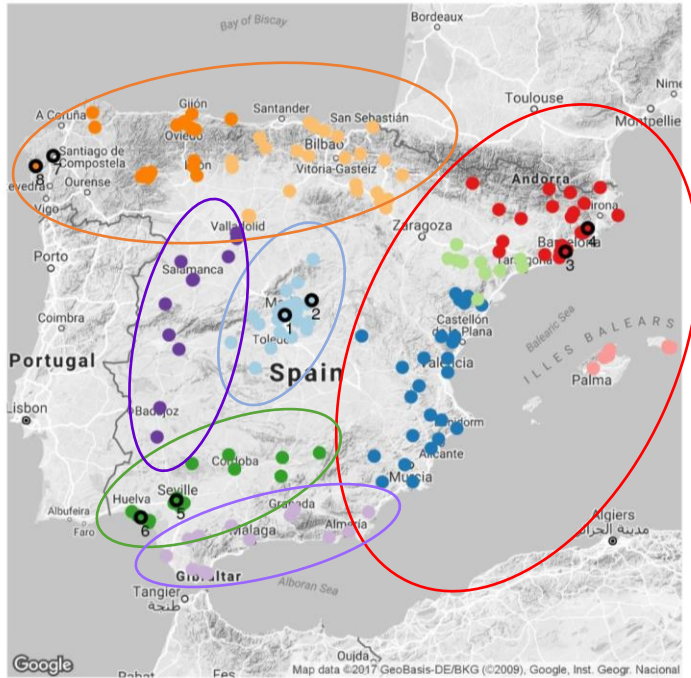 Bordeaux
Bay of Biscay
Toulouse
Montpellier
A Coruña
Gijón
Santander
San Sebastián
Oviedo
Bilbao
Santiago de
Compostela
7
8
Vitoria-Gasteiz
Ourense
Vigo
Andorra
Girona
Valladolid
Zaragoza
4
Barcelona
3
Tarragona
Porto
Salamanca
2
1
Toledo
Castellón
de la Plana
Coimbra
Balearic Sea
ILLES BALEARS
Portugal
Spain
Valencia
Palma
Lisbon
Badajoz
Benidorm
Alicante
Córdoba
Murcia
Huelva
Seville
5
6
Granada
Albufeira
Faro
Málaga
Almería
Gibraltar
Algiers
مدينة الجزائر
Alboran Sea
Tangier
طنجة
Oujda
Google
Map data ©2017 GeoBasis-DE/BKG (©2009), Google, Inst. Geogr. Nacional